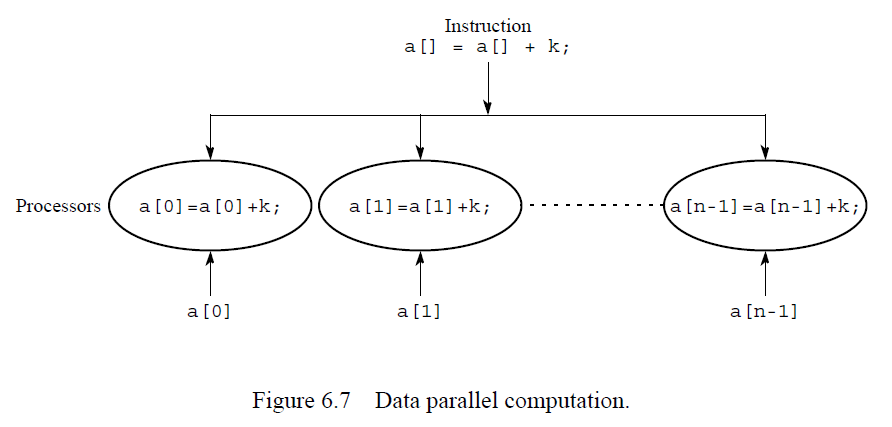 Instruction
a[] = a[] + k;
Processors a[0]=a[0]+k; a[1]=a[1]+k; a[n-1]=a[n-1]+k;
a[0] a[1] a[n-1]
Figure 6.7 Data parallel computation.